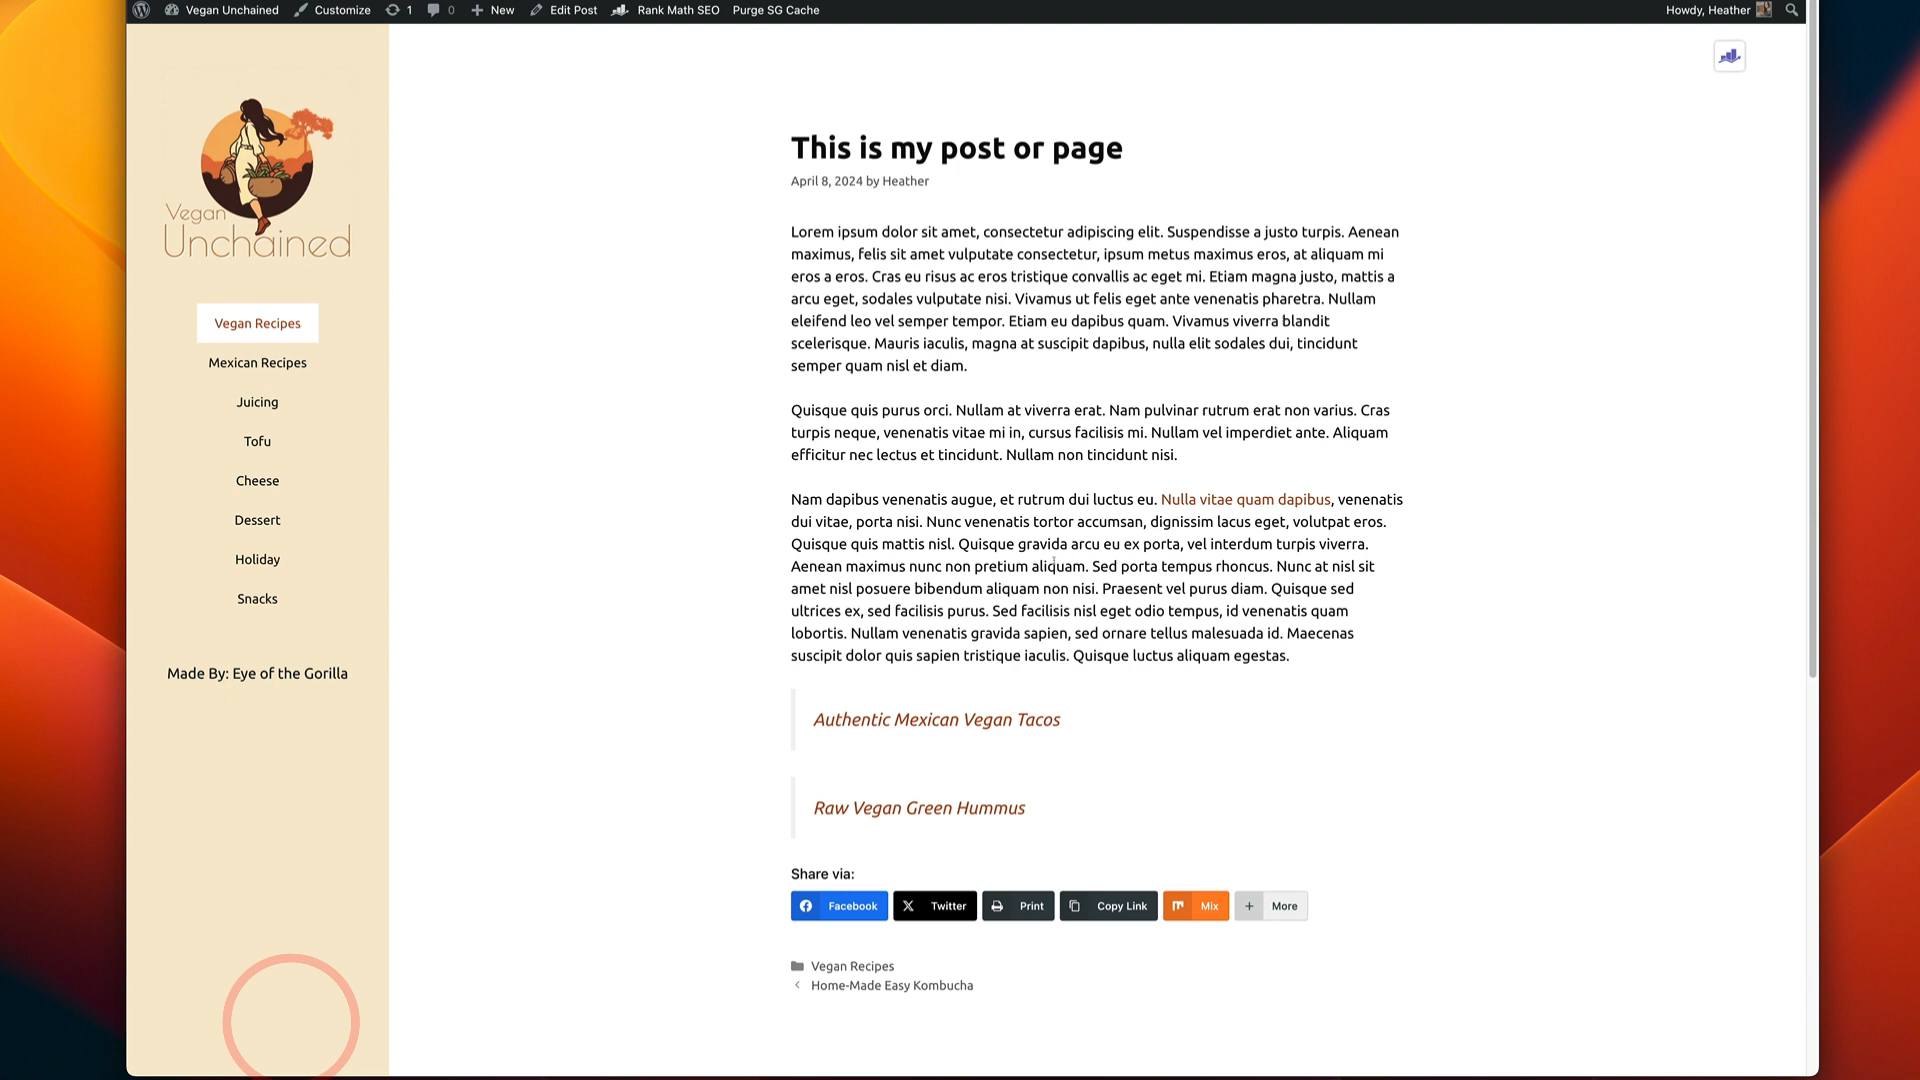 Vegan Unchained Customize 1 0 New Edit Post Rank Math SEO Purge SG Cache Howdy, Heather
Vegan
Unchained
Vegan Recipes
Mexican Recipes
Juicing
Tofu
Cheese
Dessert
Holiday
Snacks
Made By: Eye of the Gorilla
This is my post or page
April 8, 2024 by Heather
Lorem ipsum dolor sit amet, consectetur adipiscing elit. Suspendisse a justo turpis. Aenean
maximus, felis sit amet vulputate consectetur, ipsum metus maximus eros, at aliquam mi
eros a eros. Cras eu risus ac eros tristique convallis ac eget mi. Etiam magna justo, mattis a
arcu eget, sodales vulputate nisi. Vivamus ut felis eget ante venenatis pharetra. Nullam
eleifend leo vel semper tempor. Etiam eu dapibus quam. Vivamus viverra blandit
scelerisque. Mauris iaculis, magna at suscipit dapibus, nulla elit sodales dui, tincidunt
semper quam nisl et diam.
Quisque quis purus orci. Nullam at viverra erat. Nam pulvinar rutrum erat non varius. Cras
turpis neque, venenatis vitae mi in, cursus facilisis mi. Nullam vel imperdiet ante. Aliquam
efficitur nec lectus et tincidunt. Nullam non tincidunt nisi.
Nam dapibus venenatis augue, et rutrum dui luctus eu. Nulla vitae quam dapibus, venenatis
dui vitae, porta nisi. Nunc venenatis tortor accumsan, dignissim lacus eget, volutpat eros.
Quisque quis mattis nisl. Quisque gravida arcu eu ex porta, vel interdum turpis viverra.
Aenean maximus nunc non pretium aliquam. Sed porta tempus rhoncus. Nunc at nisl sit
amet nisl posuere bibendum aliquam non nisi. Praesent vel purus diam. Quisque sed
ultrices ex, sed facilisis purus. Sed facilisis nisl eget odio tempus, id venenatis quam
lobortis. Nullam venenatis gravida sapien, sed ornare tellus malesuada id. Maecenas
suscipit dolor quis sapien tristique iaculis. Quisque luctus aliquam egestas.
Authentic Mexican Vegan Tacos
Raw Vegan Green Hummus
Share via:
Facebook Twitter Print Copy Link Mix More
Vegan Recipes
Home-Made Easy Kombucha